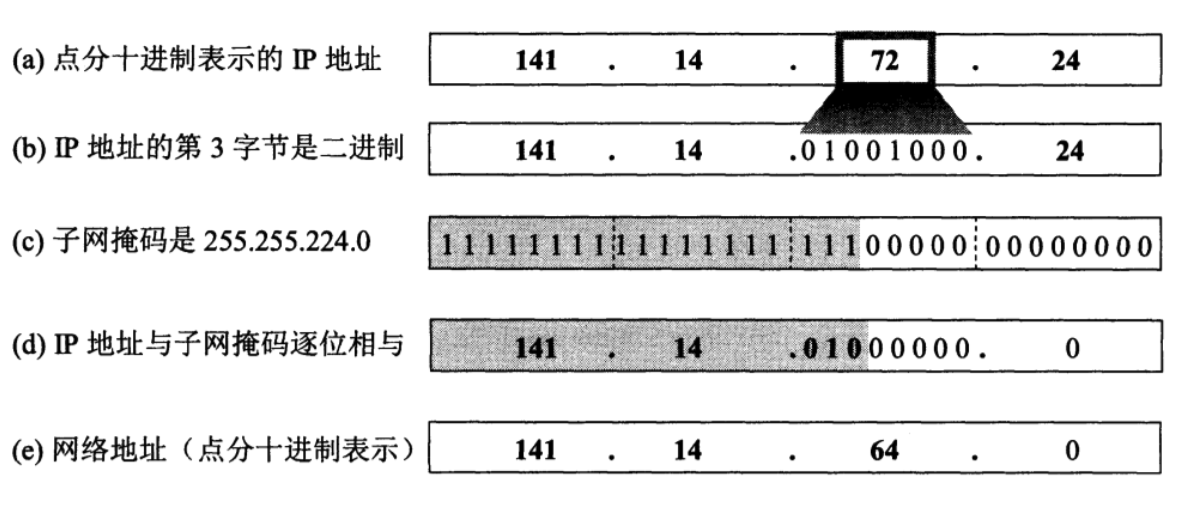 (a) 点分十进制表示的 IP 地址 141 . 14 . 72 . 24
(b) IP 地址的第 3 字节是二进制 141 . 14 .01001000. 24
(c) 子网掩码是 255.255.224.0 11111111 11111111 11100000 00000000
(d) IP 地址与子网掩码逐位相与 141 . 14 .01000000. 0
(e) 网络地址（点分十进制表示） 141 . 14 . 64 . 0